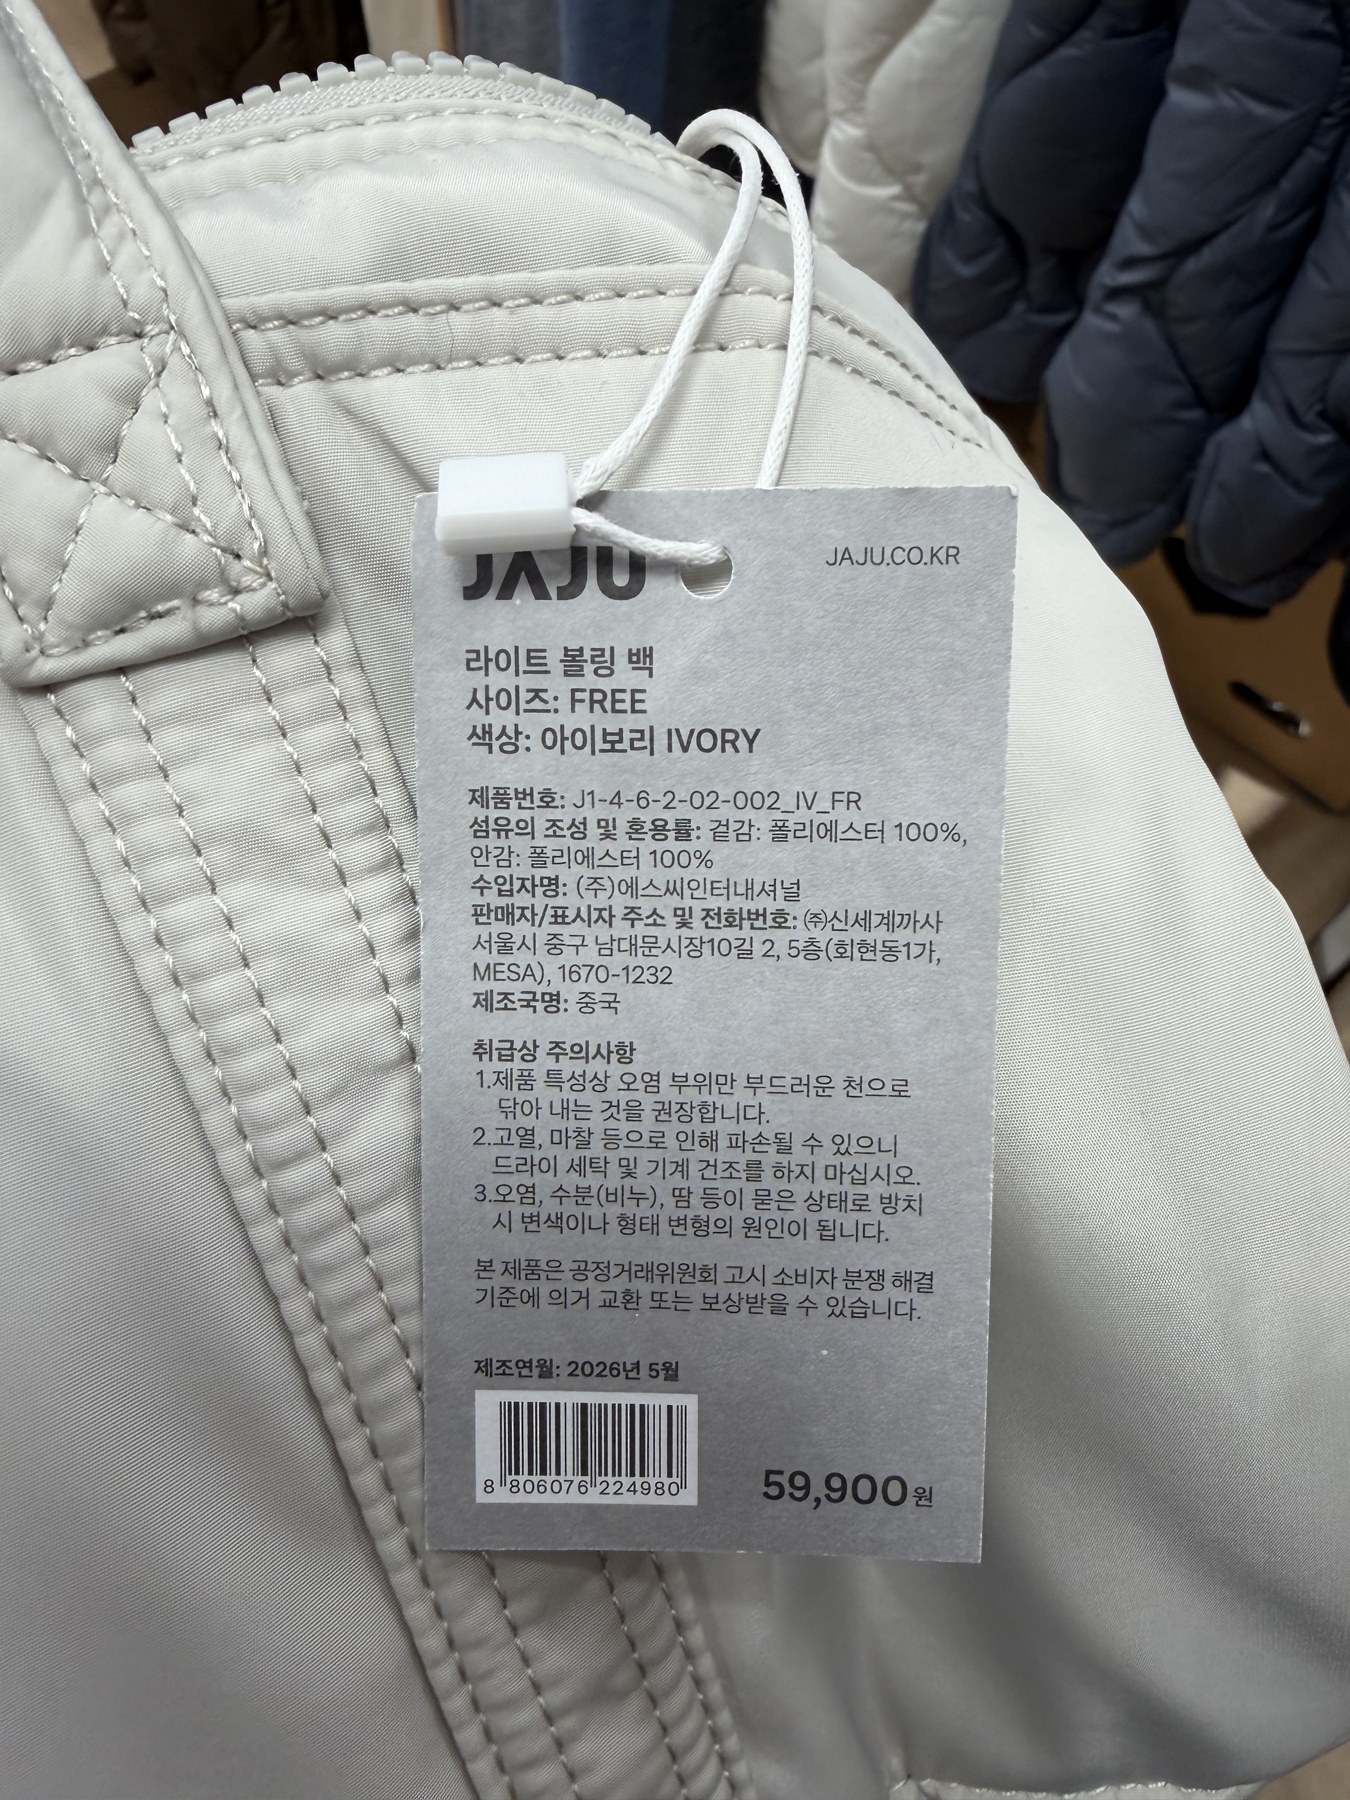 JAJU
JAJU.CO.KR
라이트 볼링 백
사이즈: FREE
색상: 아이보리 IVORY
제품번호: J1-4-6-2-02-002_IV_FR
섬유의 조성 및 혼용률: 겉감: 폴리에스터 100%,
안감: 폴리에스터 100%
수입자명: (주)에스씨인터내셔널
판매자/표시자 주소 및 전화번호: ㈜신세계까사
서울시 중구 남대문시장10길 2, 5층(회현동1가,
MESA), 1670-1232
제조국명: 중국
취급상 주의사항
1.제품 특성상 오염 부위만 부드러운 천으로
닦아 내는 것을 권장합니다.
2.고열, 마찰 등으로 인해 파손될 수 있으니
드라이 세탁 및 기계 건조를 하지 마십시오.
3.오염, 수분(비누), 땀 등이 묻은 상태로 방치
시 변색이나 형태 변형의 원인이 됩니다.
본 제품은 공정거래위원회 고시 소비자 분쟁 해결
기준에 의거 교환 또는 보상받을 수 있습니다.
제조연월: 2026년 5월
8 806076 224980
59,900원